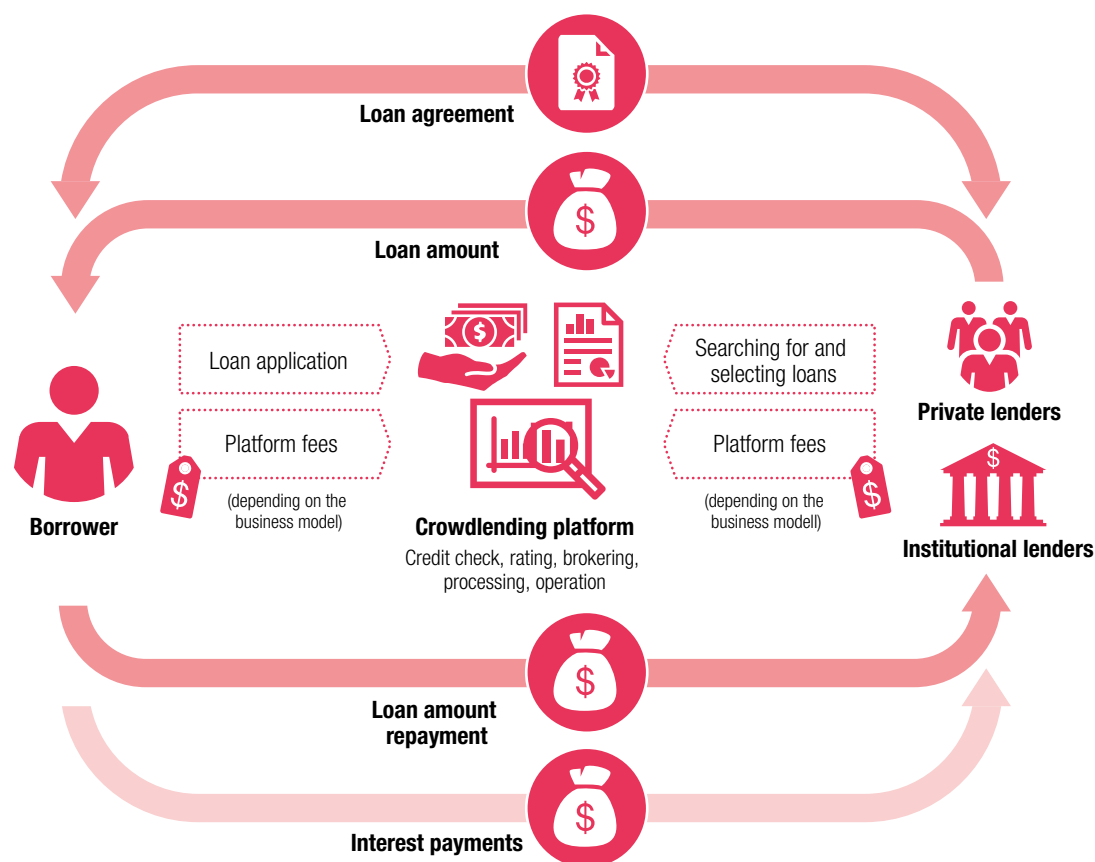 Loan agreement
$
Loan amount
Loan application
$
Searching for and
selecting loans
Private lenders
Platform fees
Platform fees
$
$
(depending on the
business model)
$
(depending on the
business modell)
Borrower
Crowdlending platform
Credit check, rating, brokering,
processing, operation
Institutional lenders
$
Loan amount
repayment
$
Interest payments